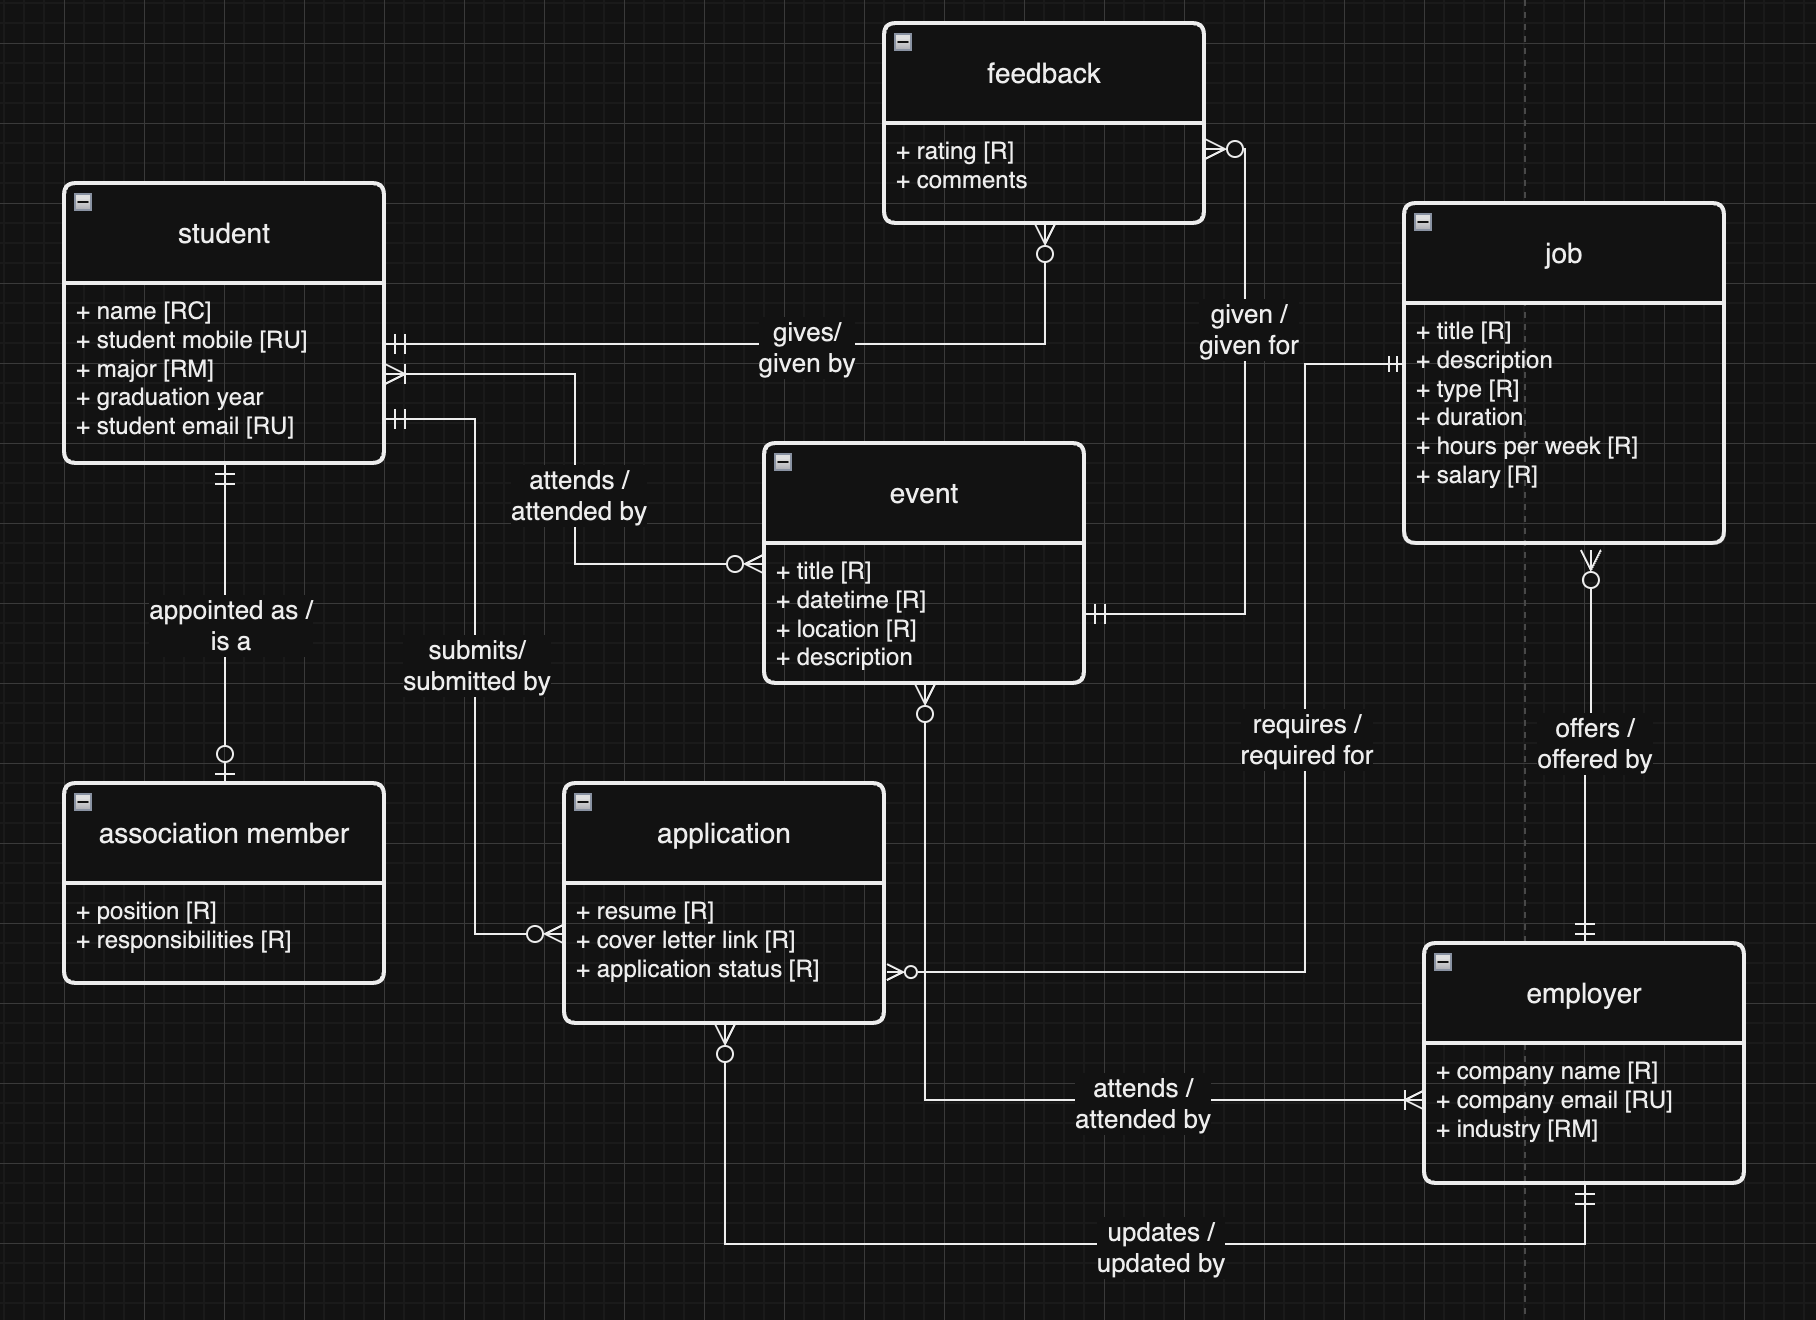 feedback
+ rating [R]
+ comments
student
+ name [RC]
+ student mobile [RU]
+ major [RM]
+ graduation year
+ student email [RU]
job
+ title [R]
+ description
+ type [R]
+ duration
+ hours per week [R]
+ salary [R]
gives/
given by
given /
given for
attends /
attended by
event
+ title [R]
+ datetime [R]
+ location [R]
+ description
appointed as /
is a
submits/
submitted by
requires /
required for
offers /
offered by
association member
+ position [R]
+ responsibilities [R]
application
+ resume [R]
+ cover letter link [R]
+ application status [R]
employer
+ company name [R]
+ company email [RU]
+ industry [RM]
attends /
attended by
updates /
updated by